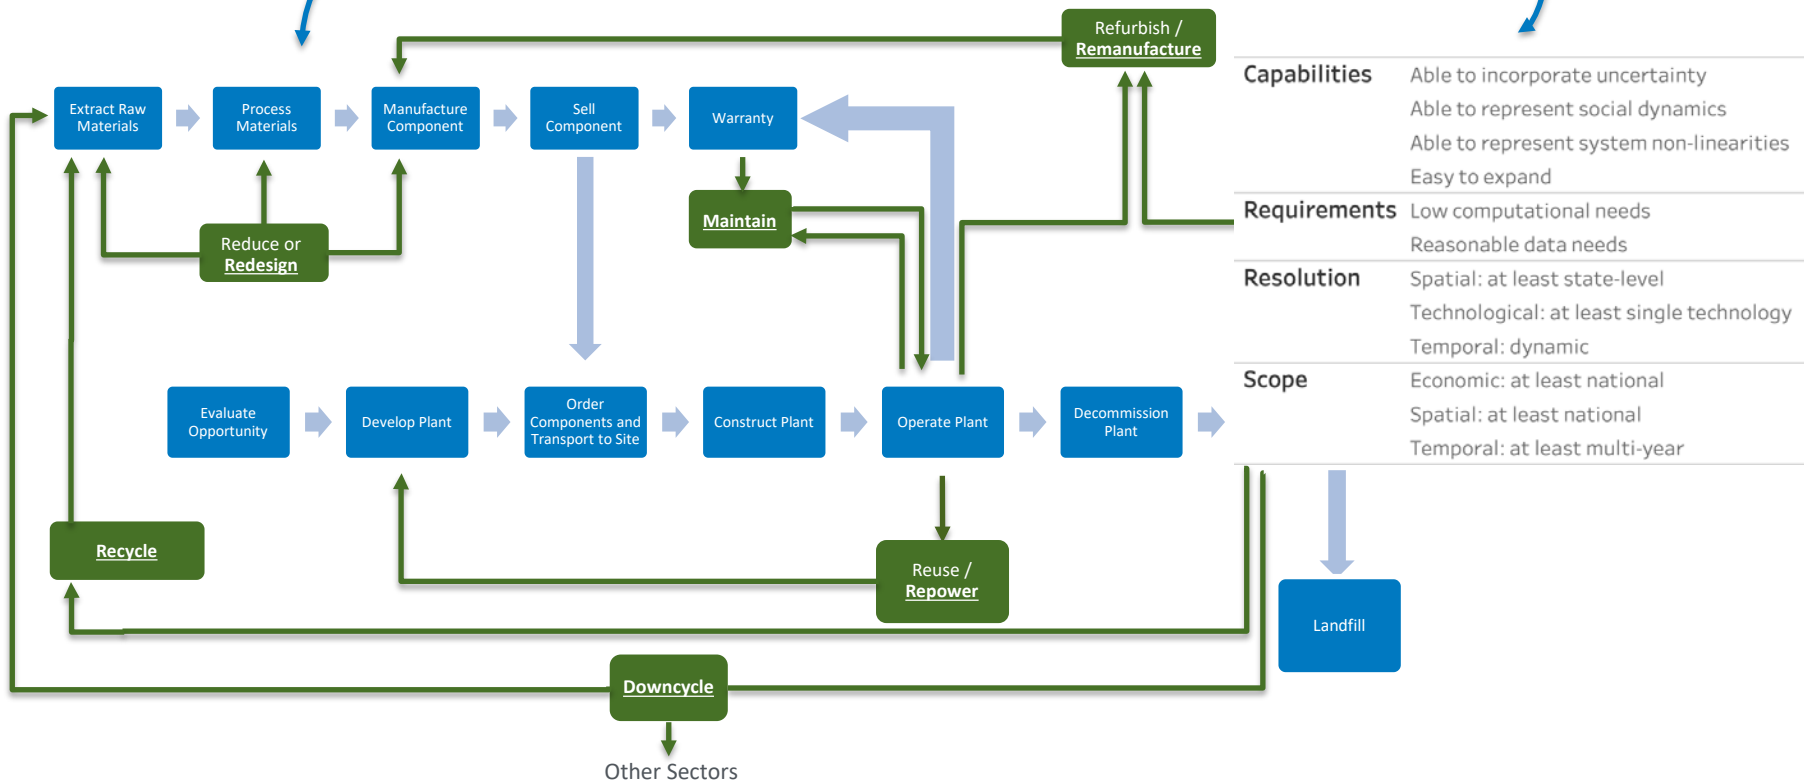 Refurbish /
Remanufacture
Extract Raw
Materials
Process
Materials
Manufacture
Component
Sell
Component
Warranty
Maintain
Reduce or
Redesign
Evaluate
Opportunity
Develop Plant
Order
Components and
Transport to Site
Construct Plant
Operate Plant
Decommission
Plant
Recycle
Reuse /
Repower
Landfill
Downcycle
Other Sectors
Capabilities Able to incorporate uncertainty
Able to represent social dynamics
Able to represent system non-linearities
Easy to expand
Requirements Low computational needs
Reasonable data needs
Resolution Spatial: at least state-level
Technological: at least single technology
Temporal: dynamic
Scope Economic: at least national
Spatial: at least national
Temporal: at least multi-year